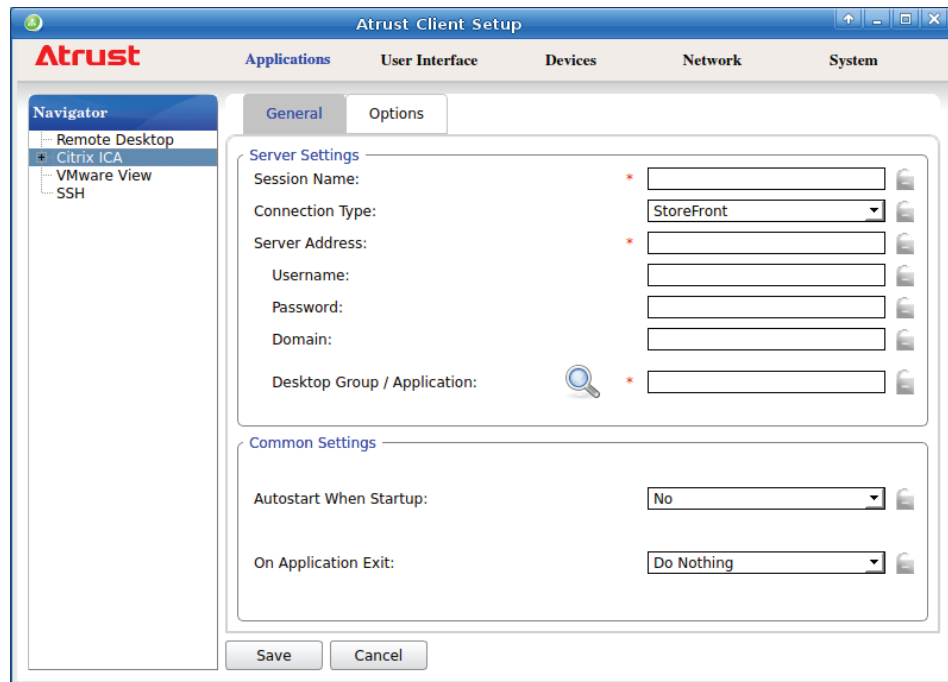 Atrust Client Setup
Atrust
Applications User Interface Devices Network System
Navigator
Remote Desktop
Citrix ICA
VMware View
SSH
General Options
Server Settings
Session Name: *
Connection Type: StoreFront
Server Address: *
Username:
Password:
Domain:
Desktop Group / Application: *
Common Settings
Autostart When Startup: No
On Application Exit: Do Nothing
Save Cancel